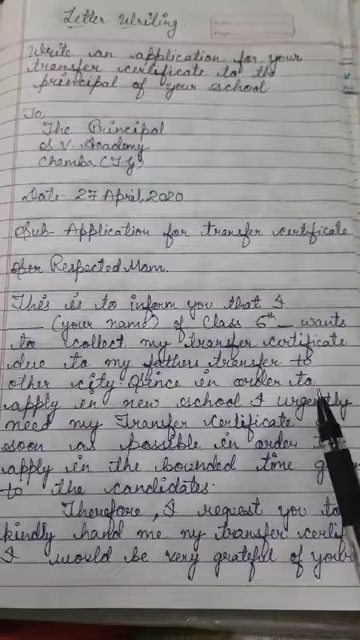 Letter Writing
Write an application for your
transfer certificate to the
principal of your school
To
The Principal
S.V. Academy
Chamba (T.G)
Date- 27 April, 2020
Sub- Application for transfer certificate
Respected Mam.
This is to inform you that I
__ (your name) of Class 6th __ wants
to collect my transfer certificate
due to my fathers transfer to
other city Since in order to
apply in new school I urgently
need my Transfer certificate
soon as possible in order
apply in the bounded time g
to the candidates.
Therefore, I request you to
kindly hand me my transfer certif
I would be very grateful of your